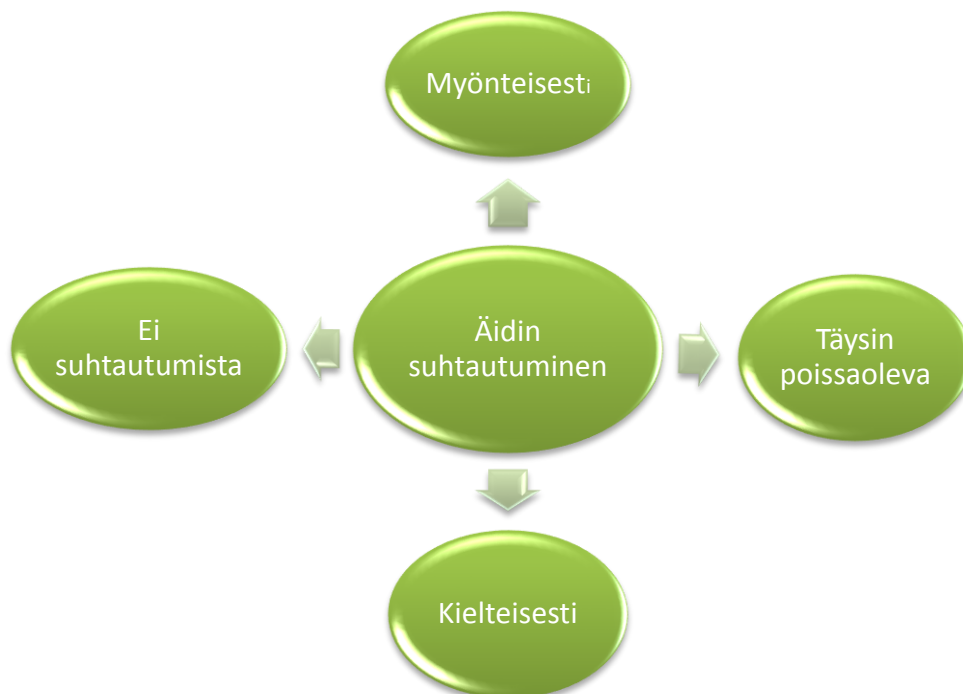 Myönteisesti
Ei
suhtautumista
Äidin
suhtautuminen
Täysin
poissaoleva
Kielteisesti